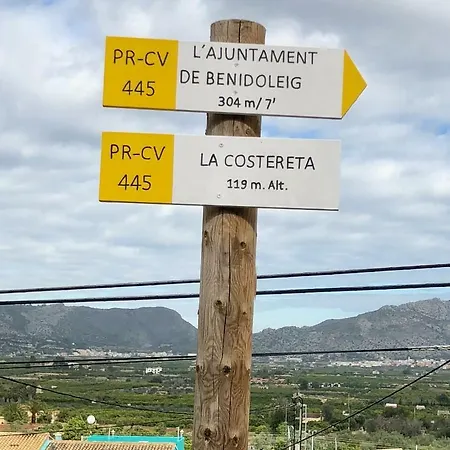 PR-CV
445
L'AJUNTAMENT
DE BENIDOLEIG
304 m/ 7'
PR-CV
445
LA COSTERETA
119 m. Alt.